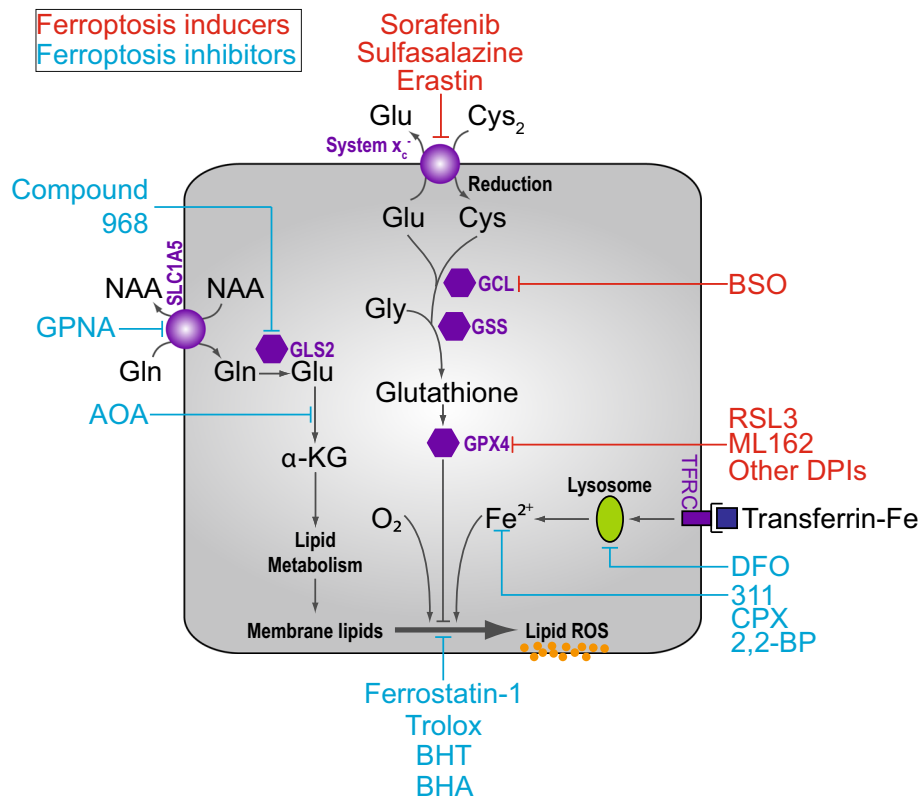 Ferroptosis inducers
Ferroptosis inhibitors
Sorafenib
Sulfasalazine
Erastin
Glu
Cys₂
System x꜀⁻
Reduction
Compound
968
Glu
Cys
SLC1A5
NAA
NAA
GCL
BSO
Gly
GSS
GPNA
GLS2
Gln
Gln
Glu
Glutathione
AOA
RSL3
ML162
Other DPIs
GPX4
α-KG
TFRC
Lysosome
O₂
Fe²⁺
Transferrin-Fe
Lipid
Metabolism
DFO
311
CPX
2,2-BP
Membrane lipids
Lipid ROS
Ferrostatin-1
Trolox
BHT
BHA